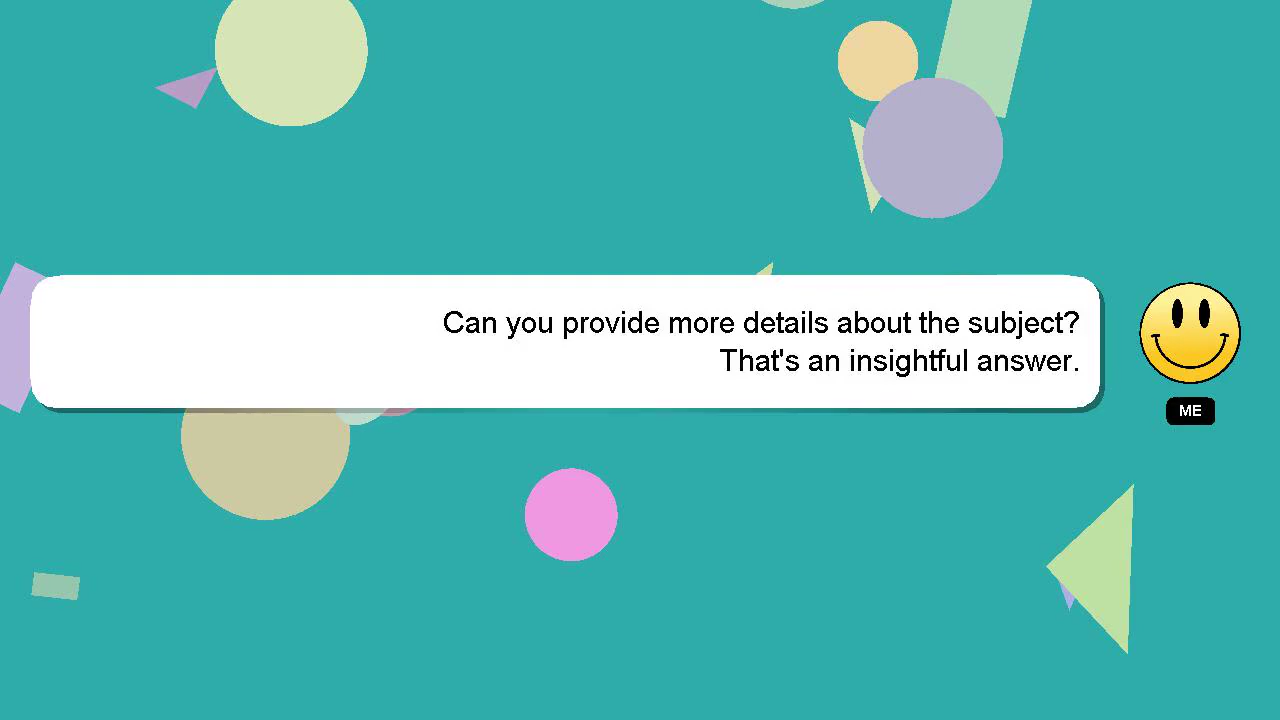 Can you provide more details about the subject?
That's an insightful answer.
ME